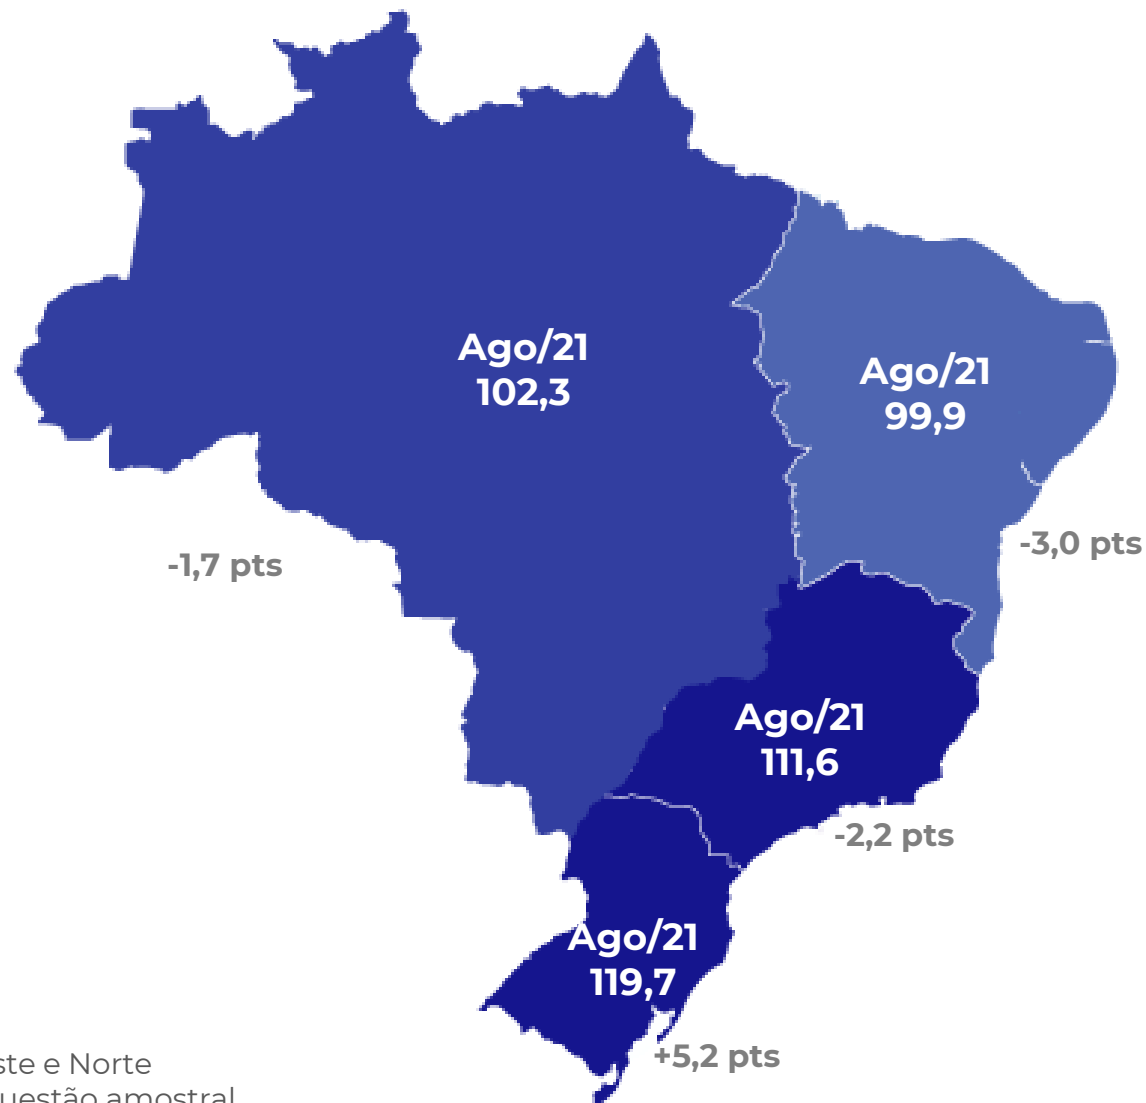 Ago/21
102,3
Ago/21
99,9
-3,0 pts
-1,7 pts
Ago/21
111,6
-2,2 pts
Ago/21
119,7
+5,2 pts
e Norte
amostral